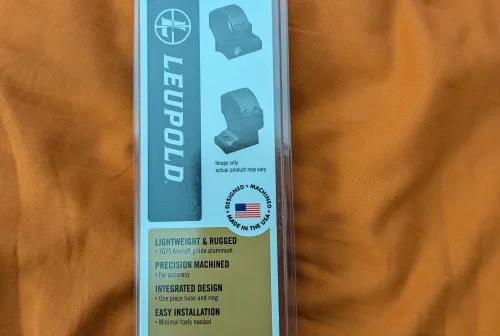 LEUPOLD
Image only
actual product may vary
DESIGNED • MACHINED
• MADE IN THE USA •
LIGHTWEIGHT & RUGGED
• 7075 Aircraft grade aluminum
PRECISION MACHINED
• For accuracy
INTEGRATED DESIGN
• One piece base and ring
EASY INSTALLATION
• Minimal tools needed